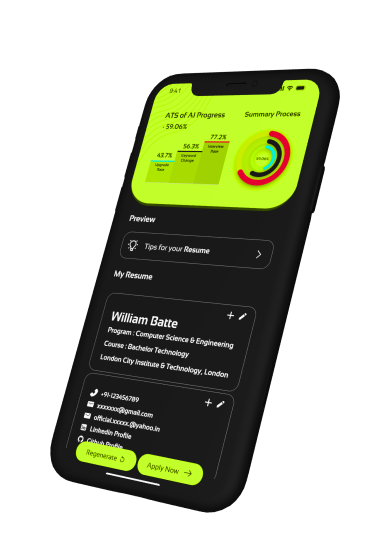 9:41
ATS of AI Progress
- 59.06%
Summary Process
43.7%
Upgrade
Rate
56.3%
Keyword
Change
77.2%
Interview
Rate
59.06%
Preview
Tips for your Resume
My Resume
William Batte
Program : Computer Science & Engineering
Course : Bachelor Technology
London City Institute & Technology, London
+91-123456789
xxxxxxx@gmail.com
official.xxxxx.@yahoo.in
Linkedin Profile
Github Profile
Regenerate
Apply Now